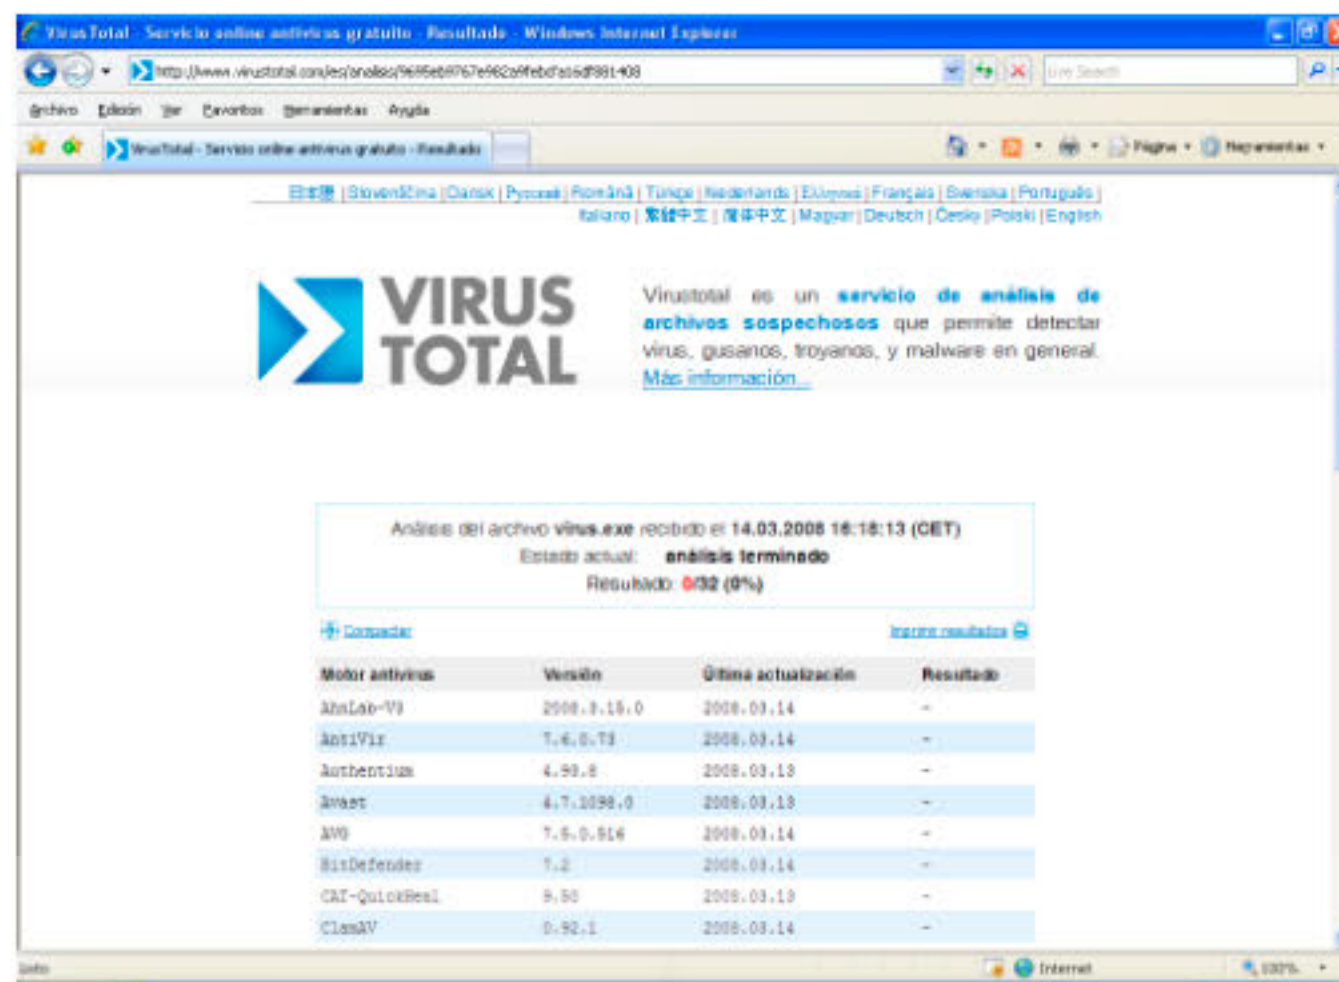 VirusTotal - Servicio online antivirus gratuito - Resultado - Windows Internet Explorer
Live Search
Archivo Edición Ver Favoritos Herramientas Ayuda
VirusTotal - Servicio online antivirus gratuito - Resultado
Página Herramientas
日本語 | Slovenščina | Dansk | Русский | Română | Türkçe | Nederlands | Ελληνικά | Français | Svenska | Português |
Italiano | 繁體中文 | 简体中文 | Magyar | Deutsch | Česky | Polski | English
VIRUS
TOTAL
Virustotal es un servicio de análisis de
archivos sospechosos que permite detectar
virus, gusanos, troyanos, y malware en general.
Más información...
Análisis del archivo virus.exe recibido el 14.03.2008 16:18:13 (CET)
Estado actual: análisis terminado
Resultado: 0/32 (0%)
Compactar Imprimir resultados
Motor antivirus Versión Última actualización Resultado
AhnLab-V3 2008.3.15.0 2008.03.14 -
AntiVir 7.6.0.73 2008.03.14 -
Authentium 4.93.8 2008.03.13 -
Avast 4.7.1098.0 2008.03.13 -
AVG 7.5.0.516 2008.03.14 -
BitDefender 7.2 2008.03.14 -
CAT-QuickHeal 9.50 2008.03.13 -
ClamAV 0.92.1 2008.03.14 -
Listo Internet 100%